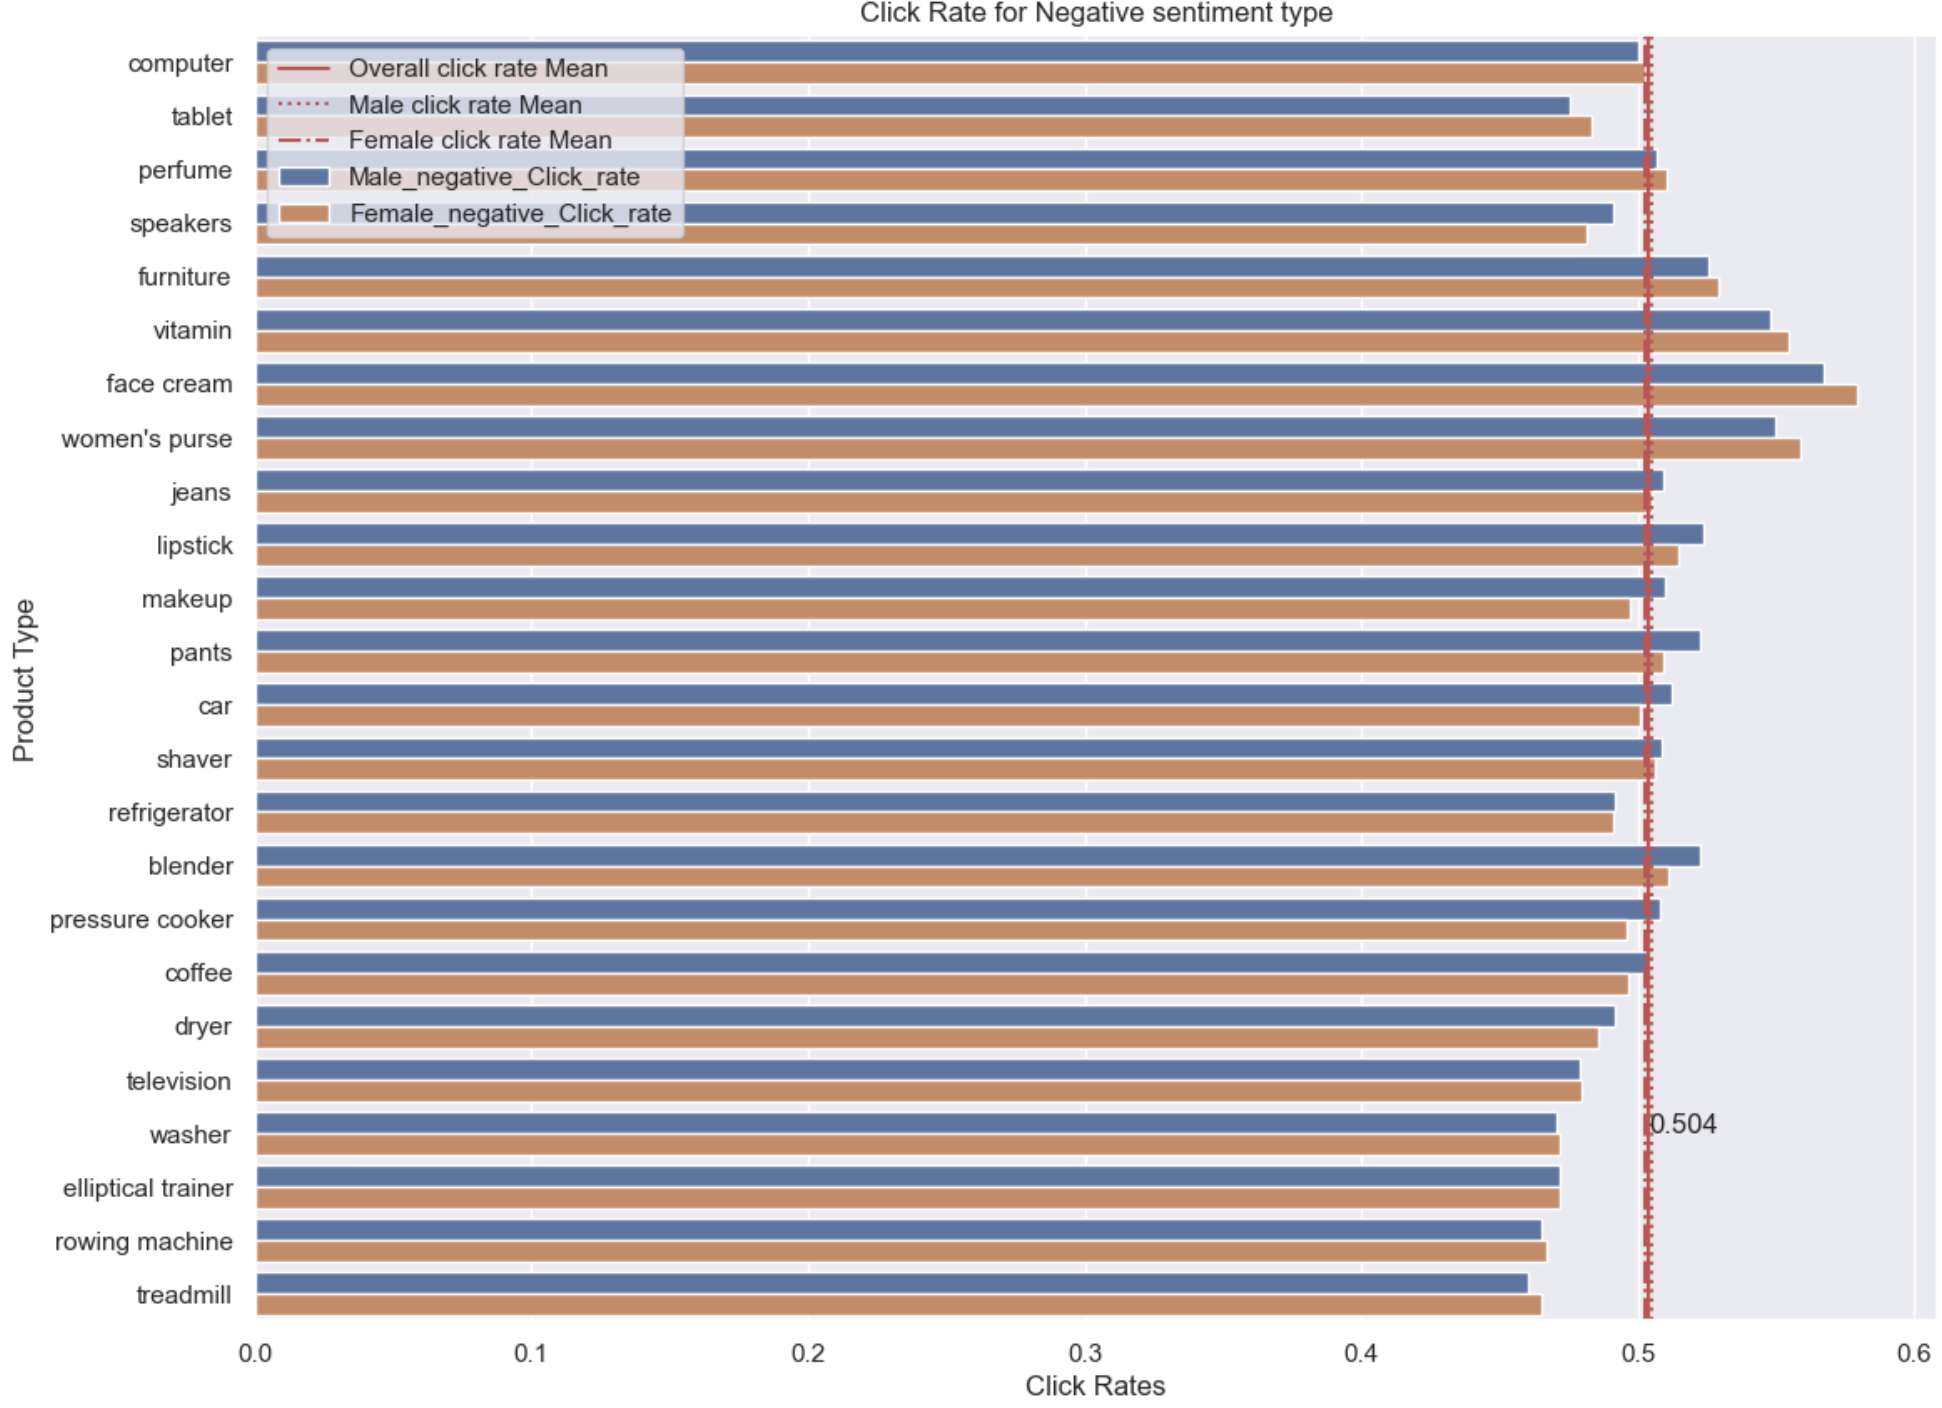 Click Rate for Negative sentiment type
Overall click rate Mean
Male click rate Mean
Female click rate Mean
Male_negative_Click_rate
Female_negative_Click_rate
Product Type
computer
tablet
perfume
speakers
furniture
vitamin
face cream
women's purse
jeans
lipstick
makeup
pants
car
shaver
refrigerator
blender
pressure cooker
coffee
dryer
television
washer
elliptical trainer
rowing machine
treadmill
0.504
0.0 0.1 0.2 0.3 0.4 0.5 0.6
Click Rates